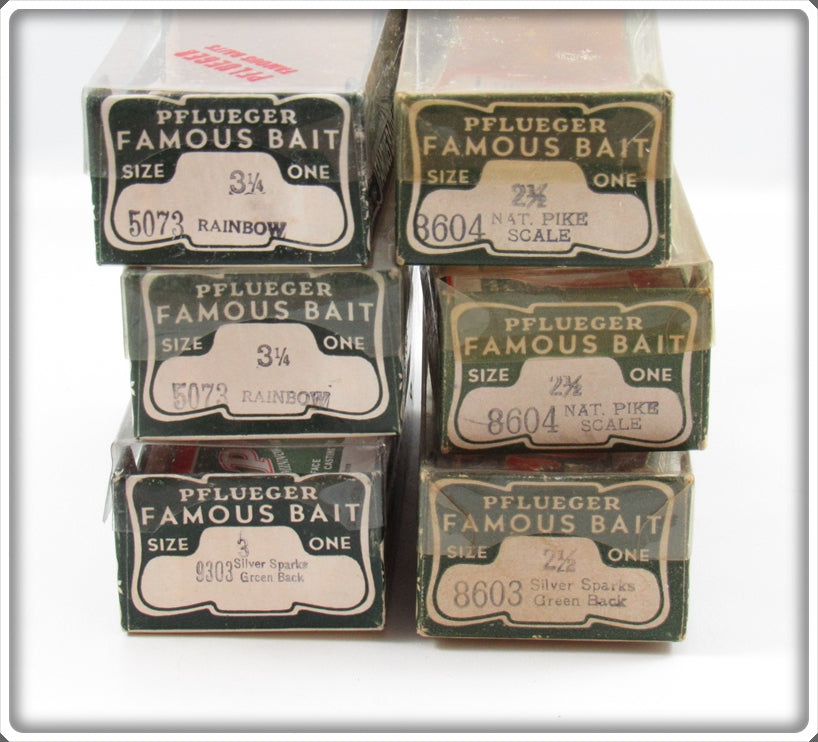 PFLUEGER
FAMOUS BAITS
PFLUEGER
FAMOUS BAIT
SIZE 3¼ ONE
5073 RAINBOW
PFLUEGER
FAMOUS BAIT
SIZE 2½ ONE
8604 NAT. PIKE
SCALE
PFLUEGER
FAMOUS BAIT
SIZE 3¼ ONE
5073 RAINBOW
PFLUEGER
FAMOUS BAIT
SIZE 2½ ONE
8604 NAT. PIKE
SCALE
PFLUEGER
FAMOUS BAIT
SIZE 3 ONE
9303 Silver Sparks
Green Back
PFLUEGER
FAMOUS BAIT
SIZE 2½ ONE
8603 Silver Sparks
Green Back